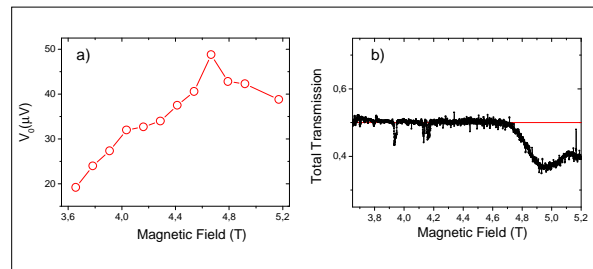 a)
50
40
30
20
V₀(μV)
3,6 4,0 4,4 4,8 5,2
Magnetic Field (T)
b)
0,6
0,4
Total Transmission
3,8 4,0 4,2 4,4 4,6 4,8 5,0 5,2
Magnetic Field (T)